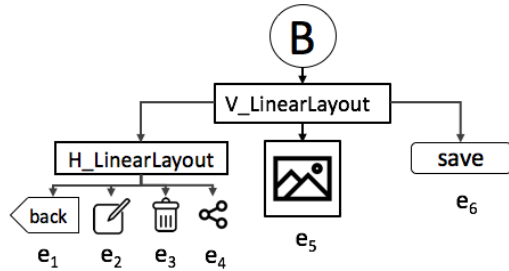 B
V_LinearLayout
H_LinearLayout
save
back
e1 e2 e3 e4
e5
e6